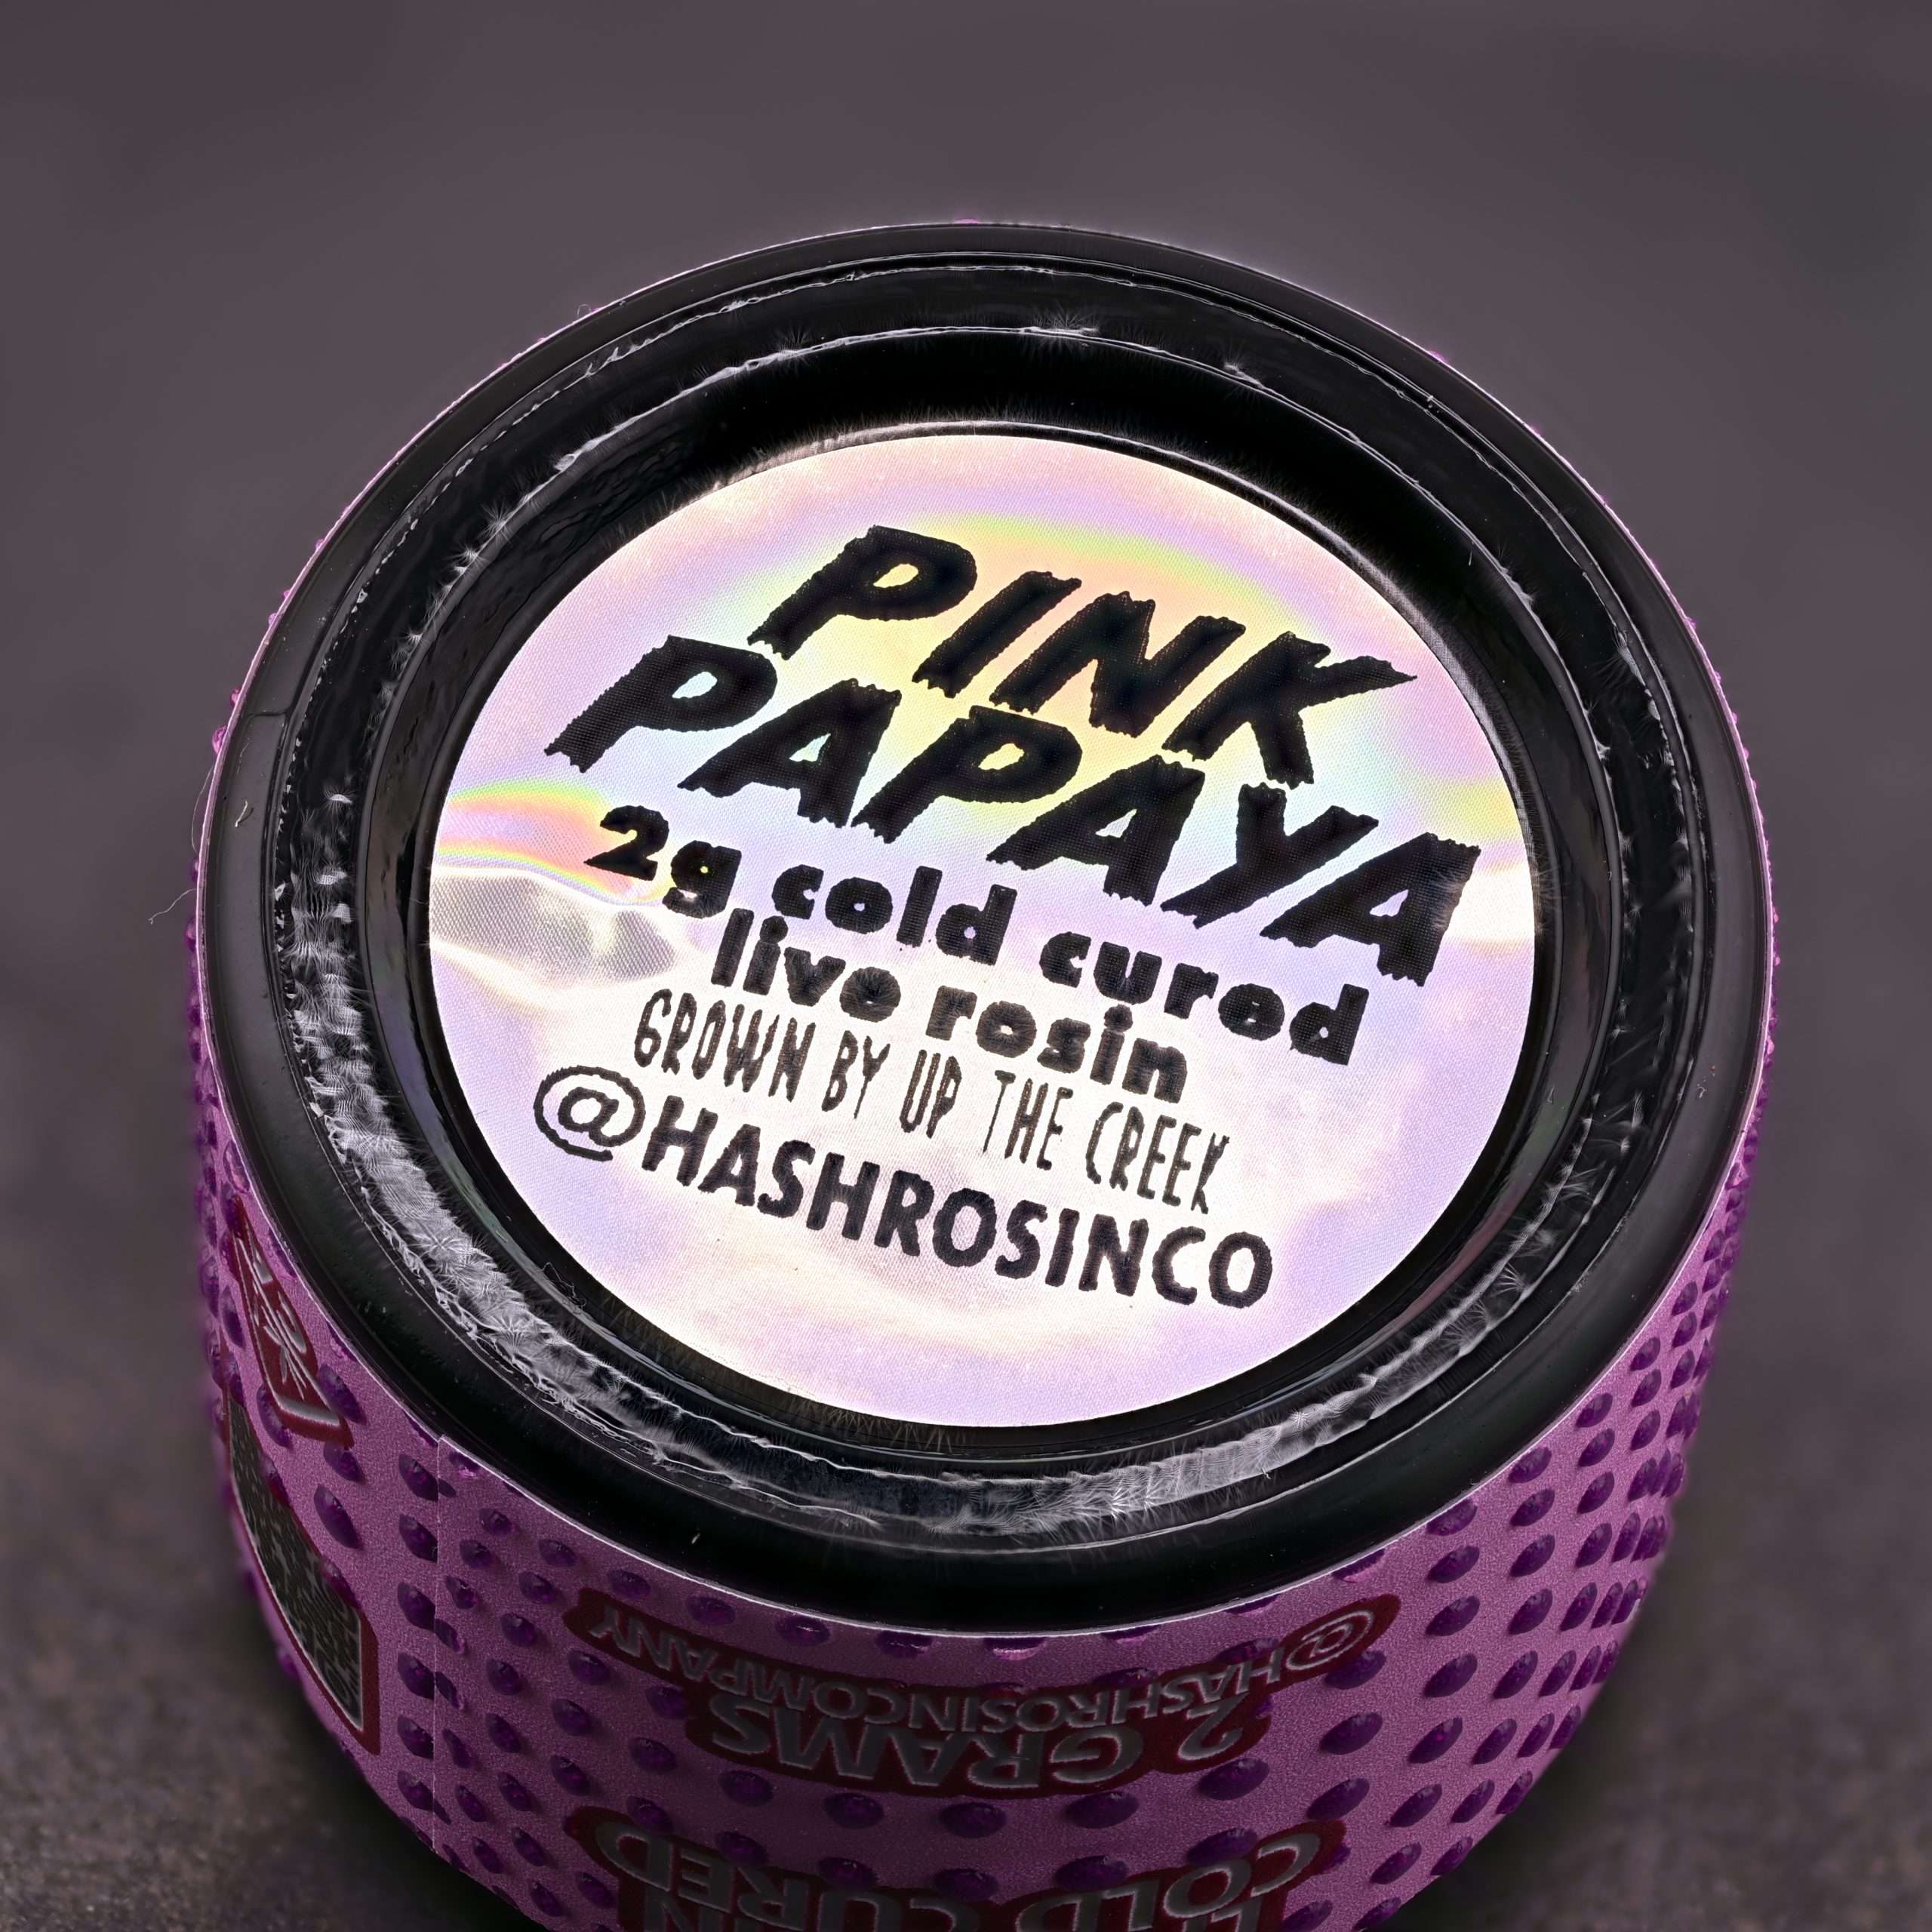 PINK
PAPAYA
2g cold cured
live rosin
GROWN BY UP THE CREEK
@HASHROSINCO
@HASHROSINCOMPANY
2 GRAMS
COLD CURED